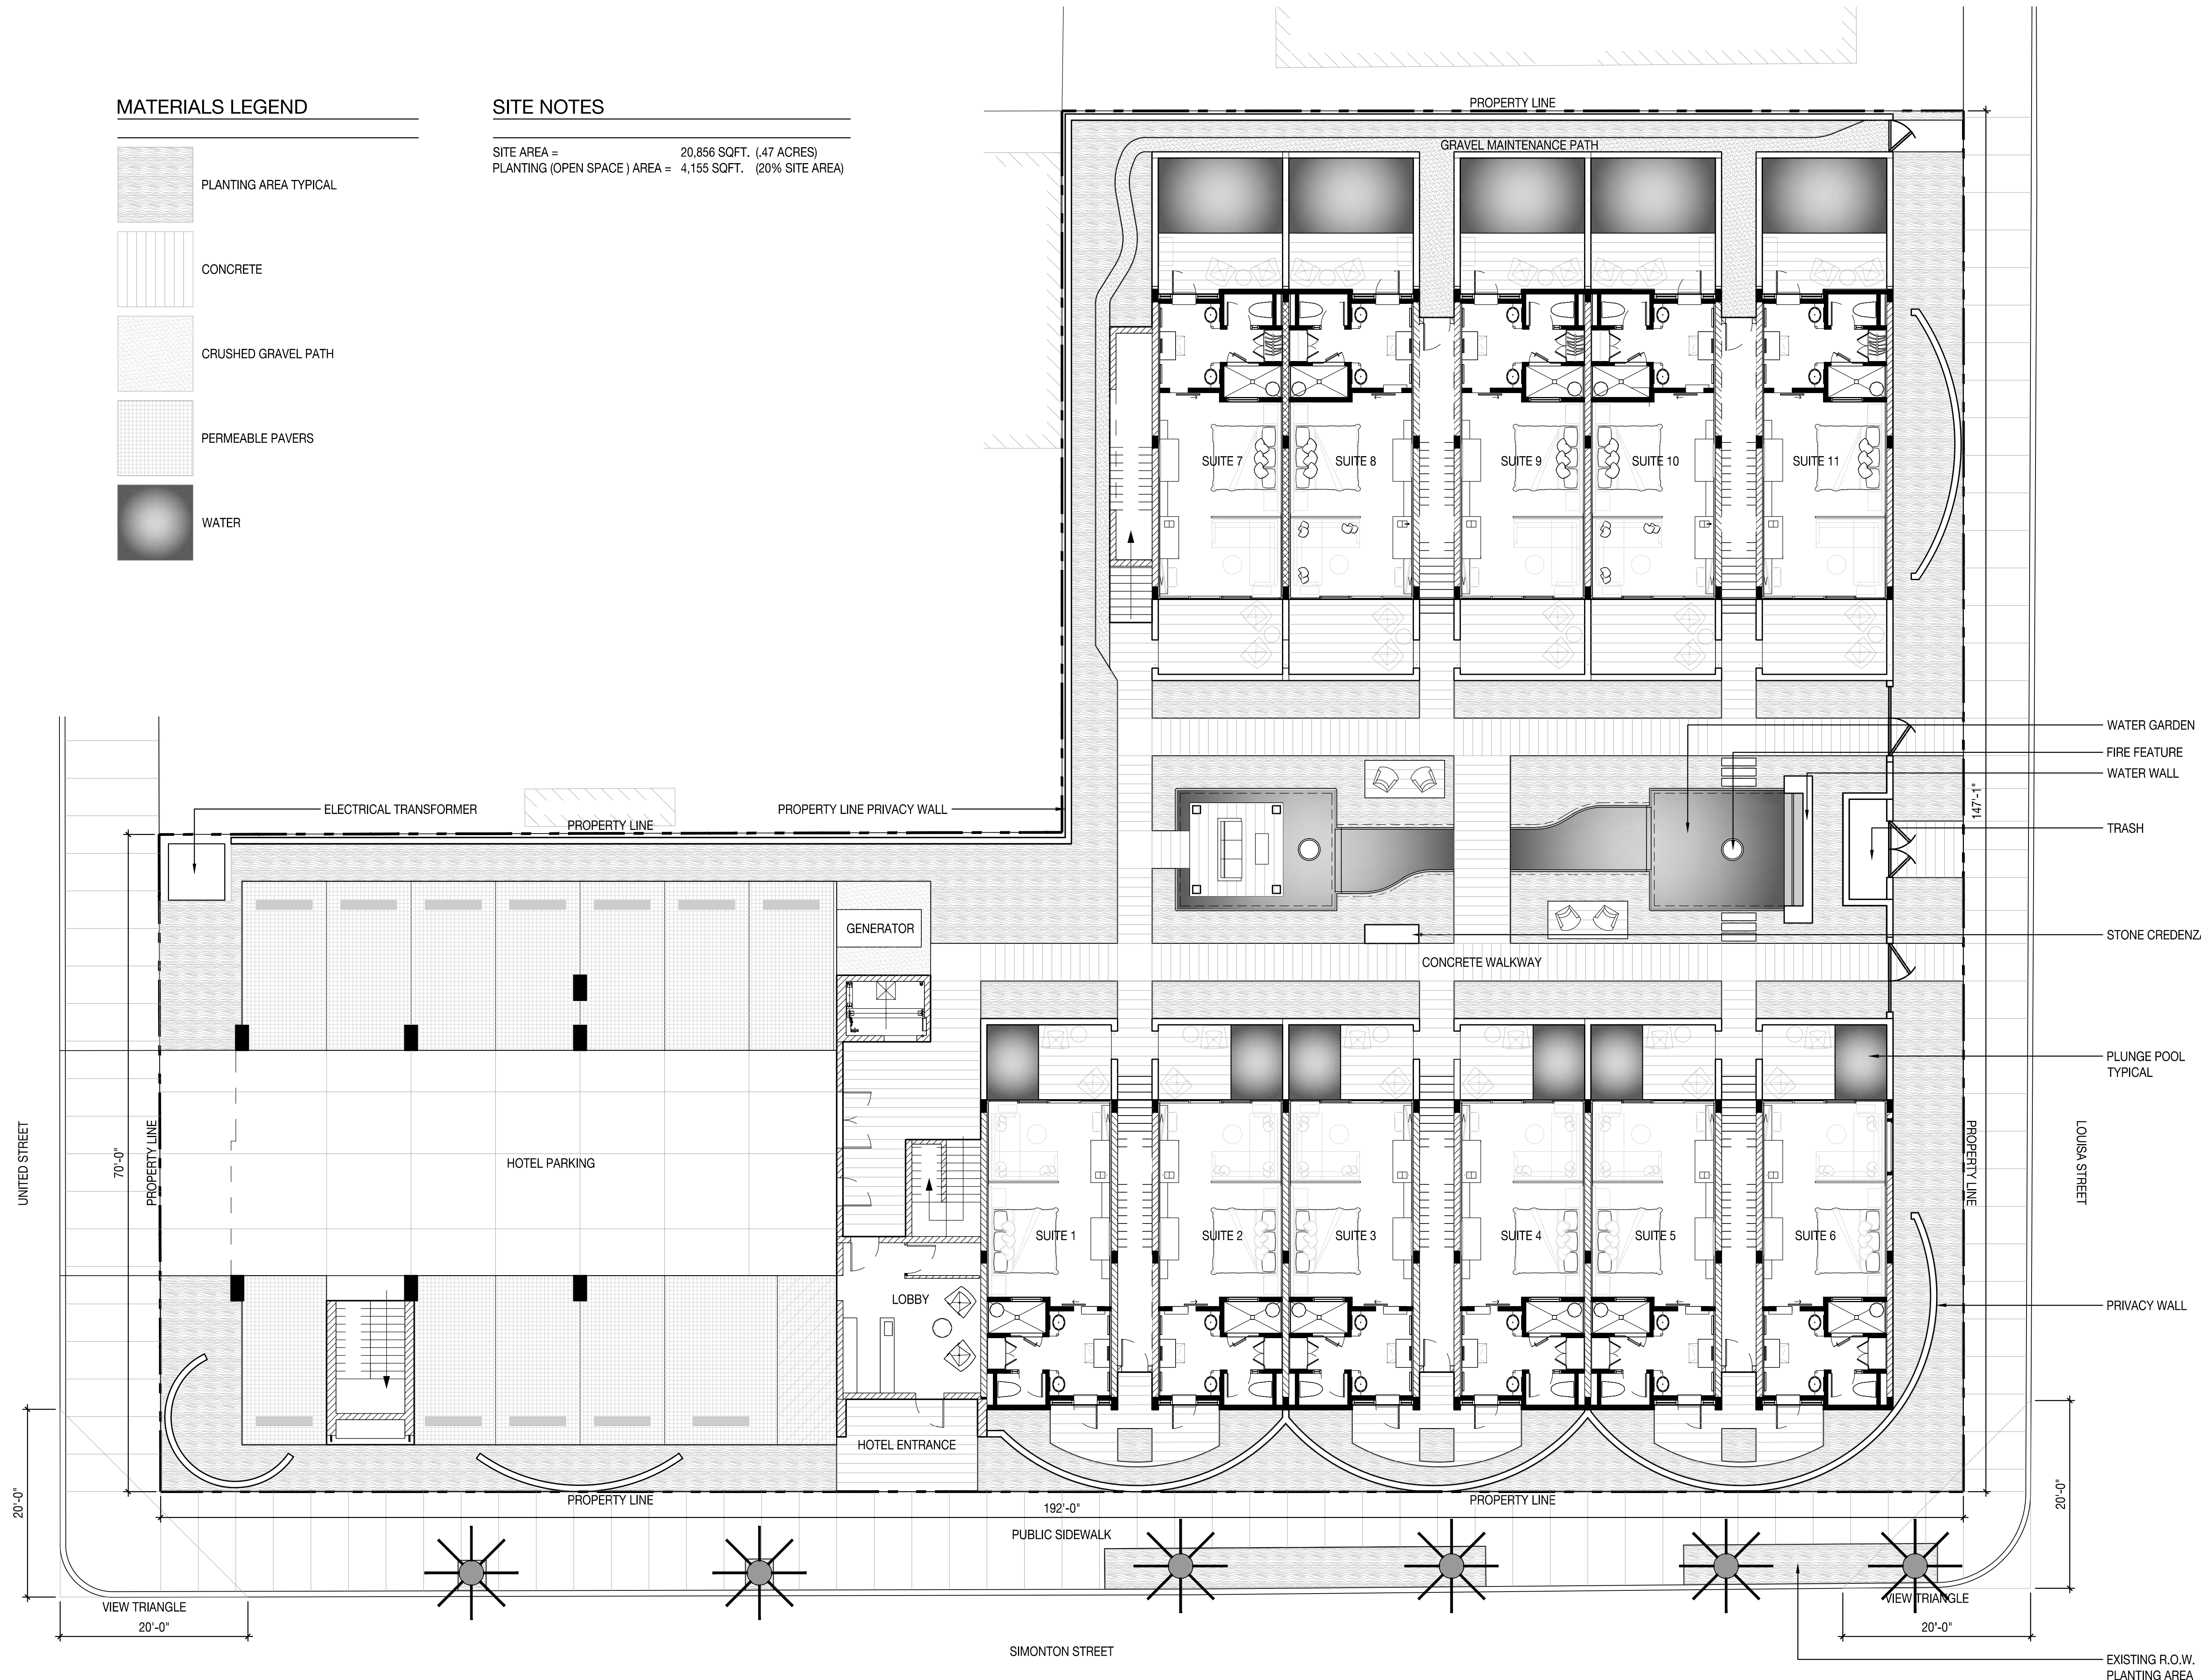 MATERIALS LEGEND
PLANTING AREA TYPICAL
CONCRETE
CRUSHED GRAVEL PATH
PERMEABLE PAVERS
WATER
SITE NOTES
SITE AREA = 20,856 SQFT. (.47 ACRES)
PLANTING (OPEN SPACE ) AREA = 4,155 SQFT. (20% SITE AREA)
PROPERTY LINE
GRAVEL MAINTENANCE PATH
SUITE 7
SUITE 8
SUITE 9
SUITE 10
SUITE 11
WATER GARDEN
FIRE FEATURE
WATER WALL
147'-1"
TRASH
STONE CREDENZA
ELECTRICAL TRANSFORMER
PROPERTY LINE PRIVACY WALL
PROPERTY LINE
GENERATOR
CONCRETE WALKWAY
PLUNGE POOL
TYPICAL
UNITED STREET
70'-0"
PROPERTY LINE
HOTEL PARKING
PROPERTY LINE
LOUISA STREET
SUITE 1
SUITE 2
SUITE 3
SUITE 4
SUITE 5
SUITE 6
LOBBY
PRIVACY WALL
HOTEL ENTRANCE
20'-0"
PROPERTY LINE
PROPERTY LINE
20'-0"
192'-0"
PUBLIC SIDEWALK
VIEW TRIANGLE
20'-0"
VIEW TRIANGLE
20'-0"
SIMONTON STREET
EXISTING R.O.W.
PLANTING AREA